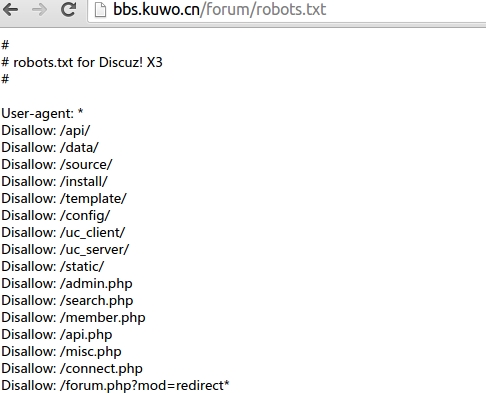 bbs.kuwo.cn/forum/robots.txt
#
# robots.txt for Discuz! X3
#
User-agent: *
Disallow: /api/
Disallow: /data/
Disallow: /source/
Disallow: /install/
Disallow: /template/
Disallow: /config/
Disallow: /uc_client/
Disallow: /uc_server/
Disallow: /static/
Disallow: /admin.php
Disallow: /search.php
Disallow: /member.php
Disallow: /api.php
Disallow: /misc.php
Disallow: /connect.php
Disallow: /forum.php?mod=redirect*